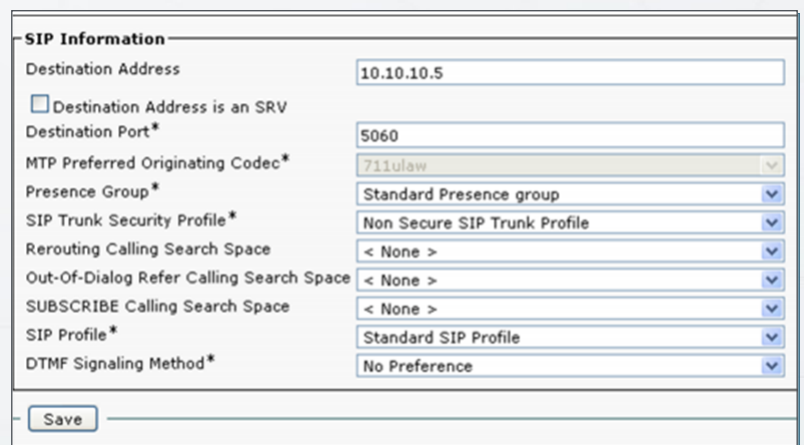 SIP Information
Destination Address 10.10.10.5
Destination Address is an SRV
Destination Port* 5060
MTP Preferred Originating Codec* 711ulaw
Presence Group* Standard Presence group
SIP Trunk Security Profile* Non Secure SIP Trunk Profile
Rerouting Calling Search Space < None >
Out-Of-Dialog Refer Calling Search Space < None >
SUBSCRIBE Calling Search Space < None >
SIP Profile* Standard SIP Profile
DTMF Signaling Method* No Preference
Save